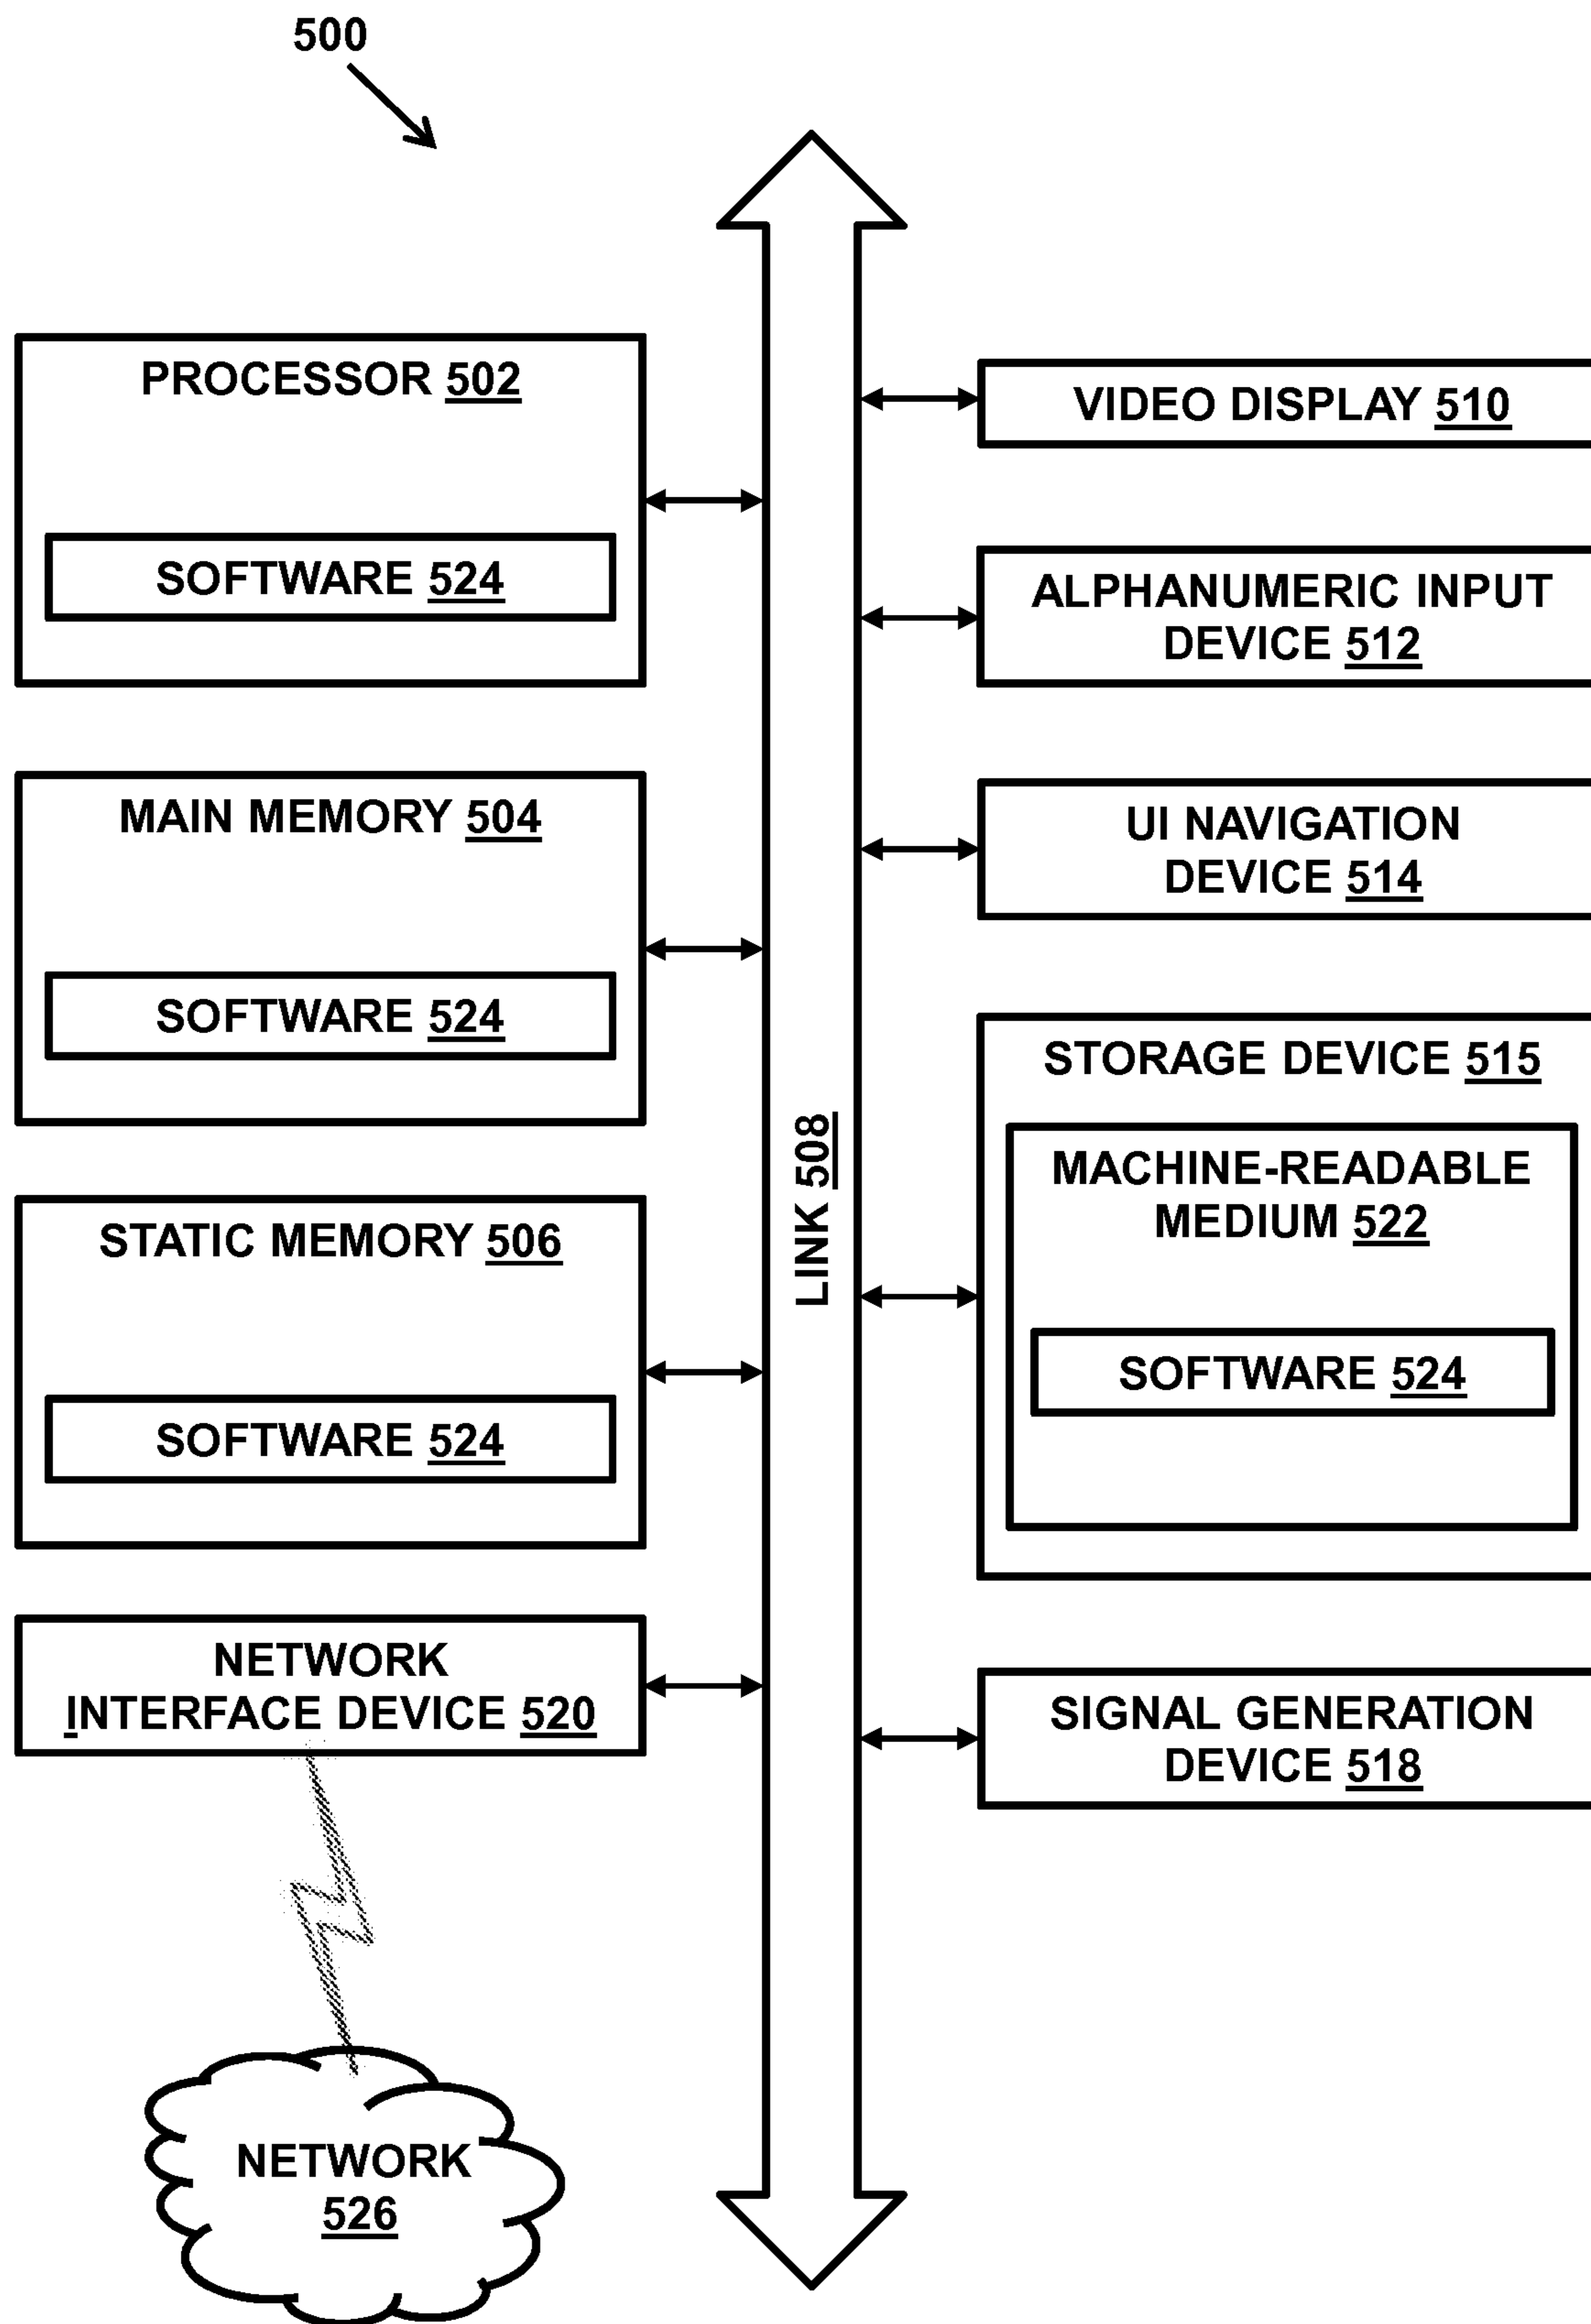 500
PROCESSOR 502
SOFTWARE 524
MAIN MEMORY 504
SOFTWARE 524
STATIC MEMORY 506
SOFTWARE 524
NETWORK
INTERFACE DEVICE 520
NETWORK
526
LINK 508
VIDEO DISPLAY 510
ALPHANUMERIC INPUT
DEVICE 512
UI NAVIGATION
DEVICE 514
STORAGE DEVICE 515
MACHINE-READABLE
MEDIUM 522
SOFTWARE 524
SIGNAL GENERATION
DEVICE 518